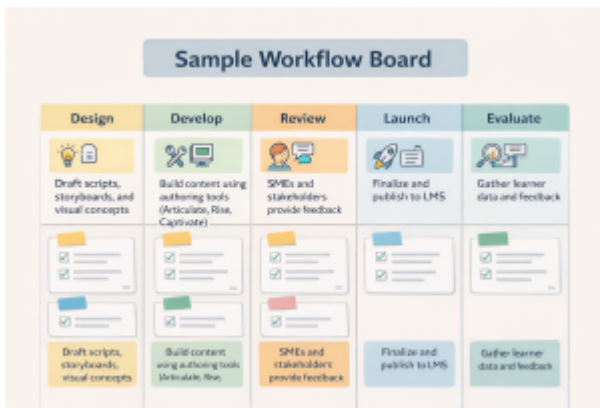 Sample Workflow Board
Design
Develop
Review
Launch
Evaluate
Draft scripts,
storyboards, and
visual concepts
Build content using
authoring tools
(Articulate, Rise,
Captivate)
SMEs and
stakeholders
provide feedback
Finalize and
publish to LMS
Gather learner
data and feedback
Draft scripts,
storyboards,
visual concepts
Build content
using authoring tools
(Articulate, Rise,
SMEs and
stakeholders
provide feedback
Finalize and
publish to LMS
Gather learner
data and feedback